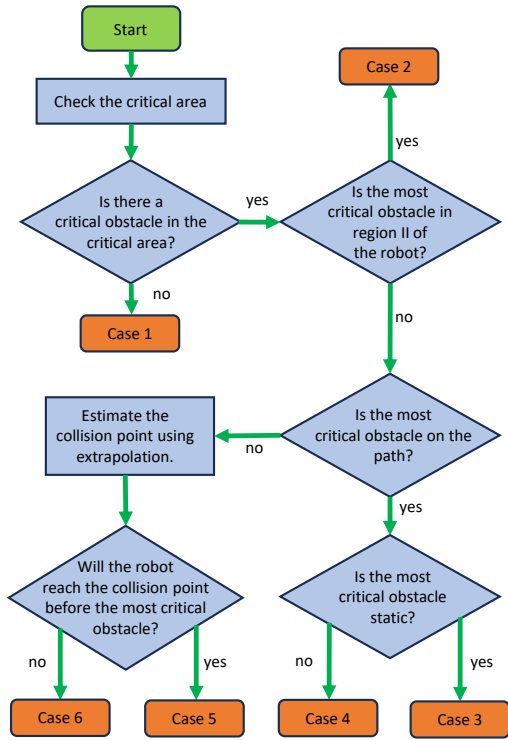 Start
Case 2
Check the critical area
yes
Is there a
critical obstacle in the
critical area?
yes
Is the most
critical obstacle in
region II of
the robot?
no
Case 1
no
Estimate the
collision point using
extrapolation.
no
Is the most
critical obstacle on the
path?
yes
Will the robot
reach the collision point
before the most critical
obstacle?
Is the most
critical obstacle
static?
no
yes
no
yes
Case 6
Case 5
Case 4
Case 3